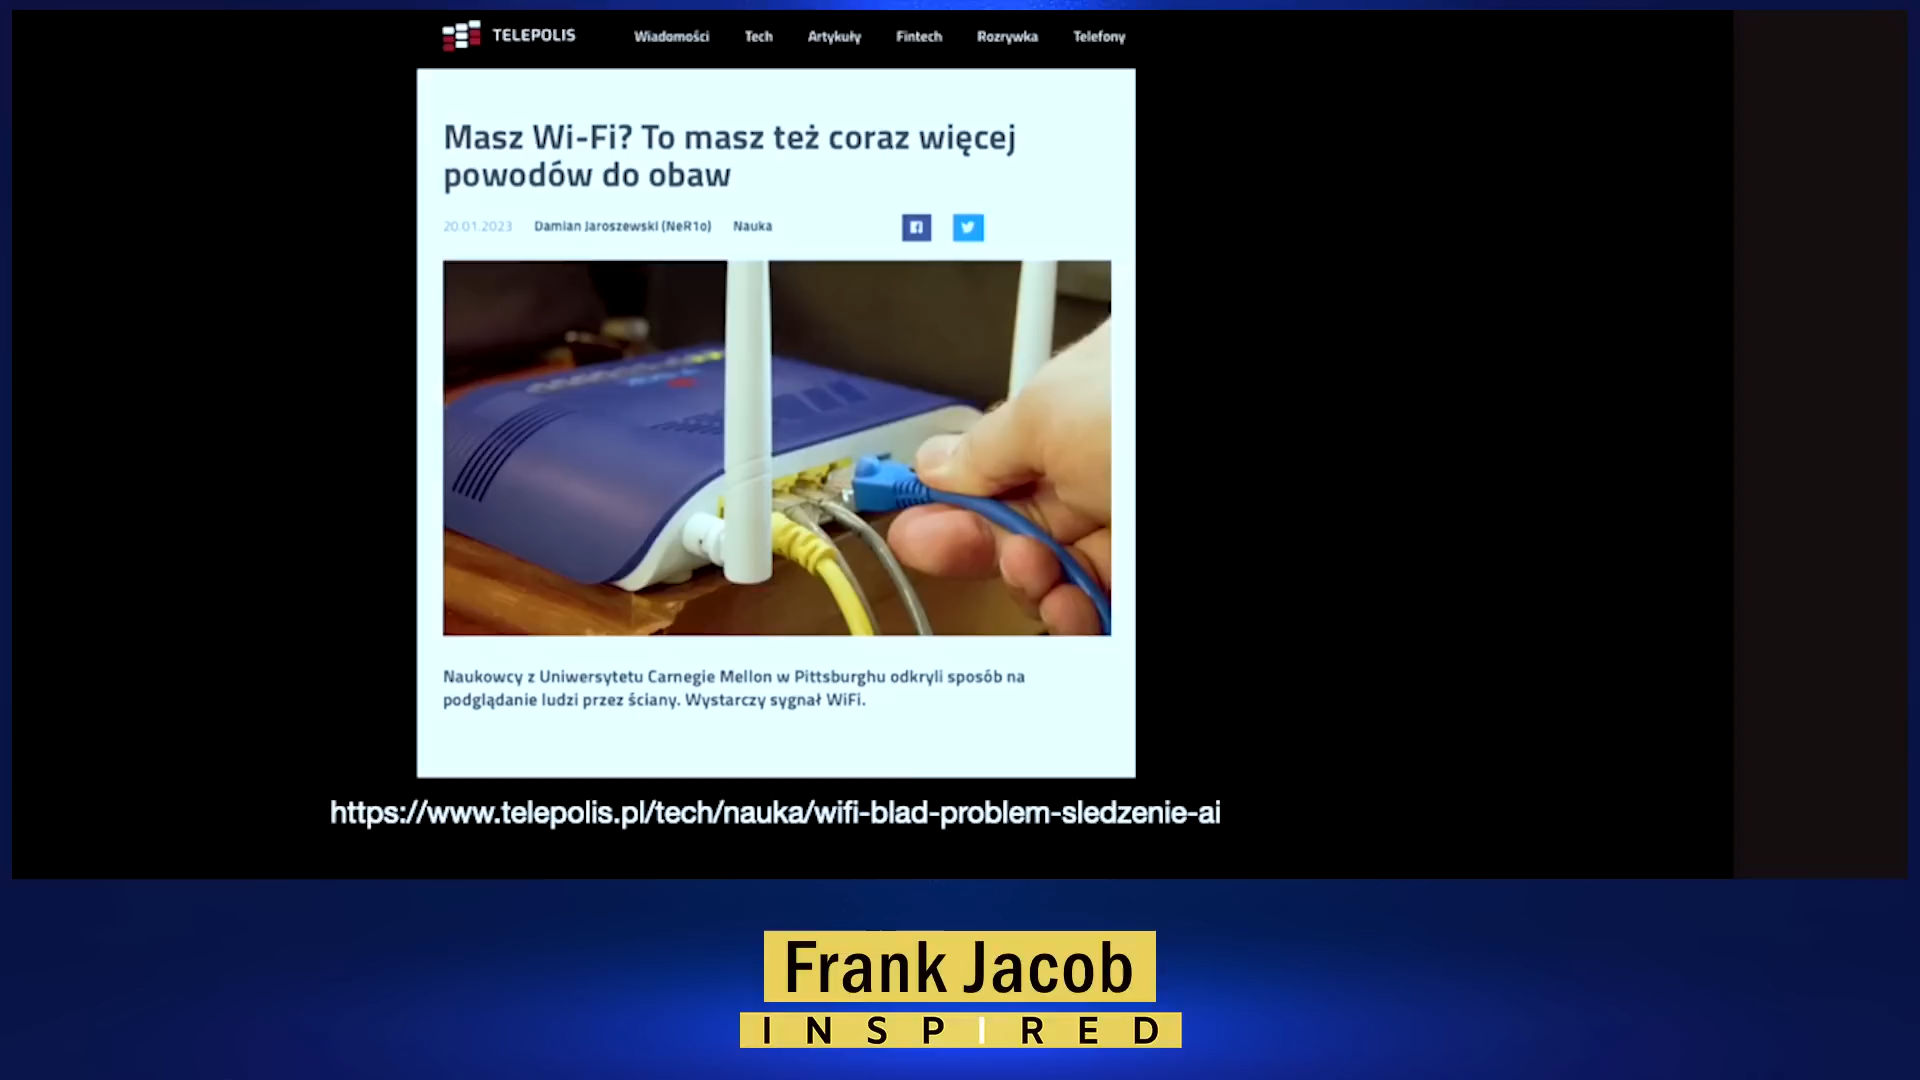 TELEPOLIS Wiadomości Tech Artykuły Fintech Rozrywka Telefony
Masz Wi-Fi? To masz też coraz więcej
powodów do obaw
20.01.2023 Damian Jaroszewski (NeR1o) Nauka
Naukowcy z Uniwersytetu Carnegie Mellon w Pittsburghu odkryli sposób na
podglądanie ludzi przez ściany. Wystarczy sygnał WiFi.
https://www.telepolis.pl/tech/nauka/wifi-blad-problem-sledzenie-ai
Frank Jacob
INSPIRED